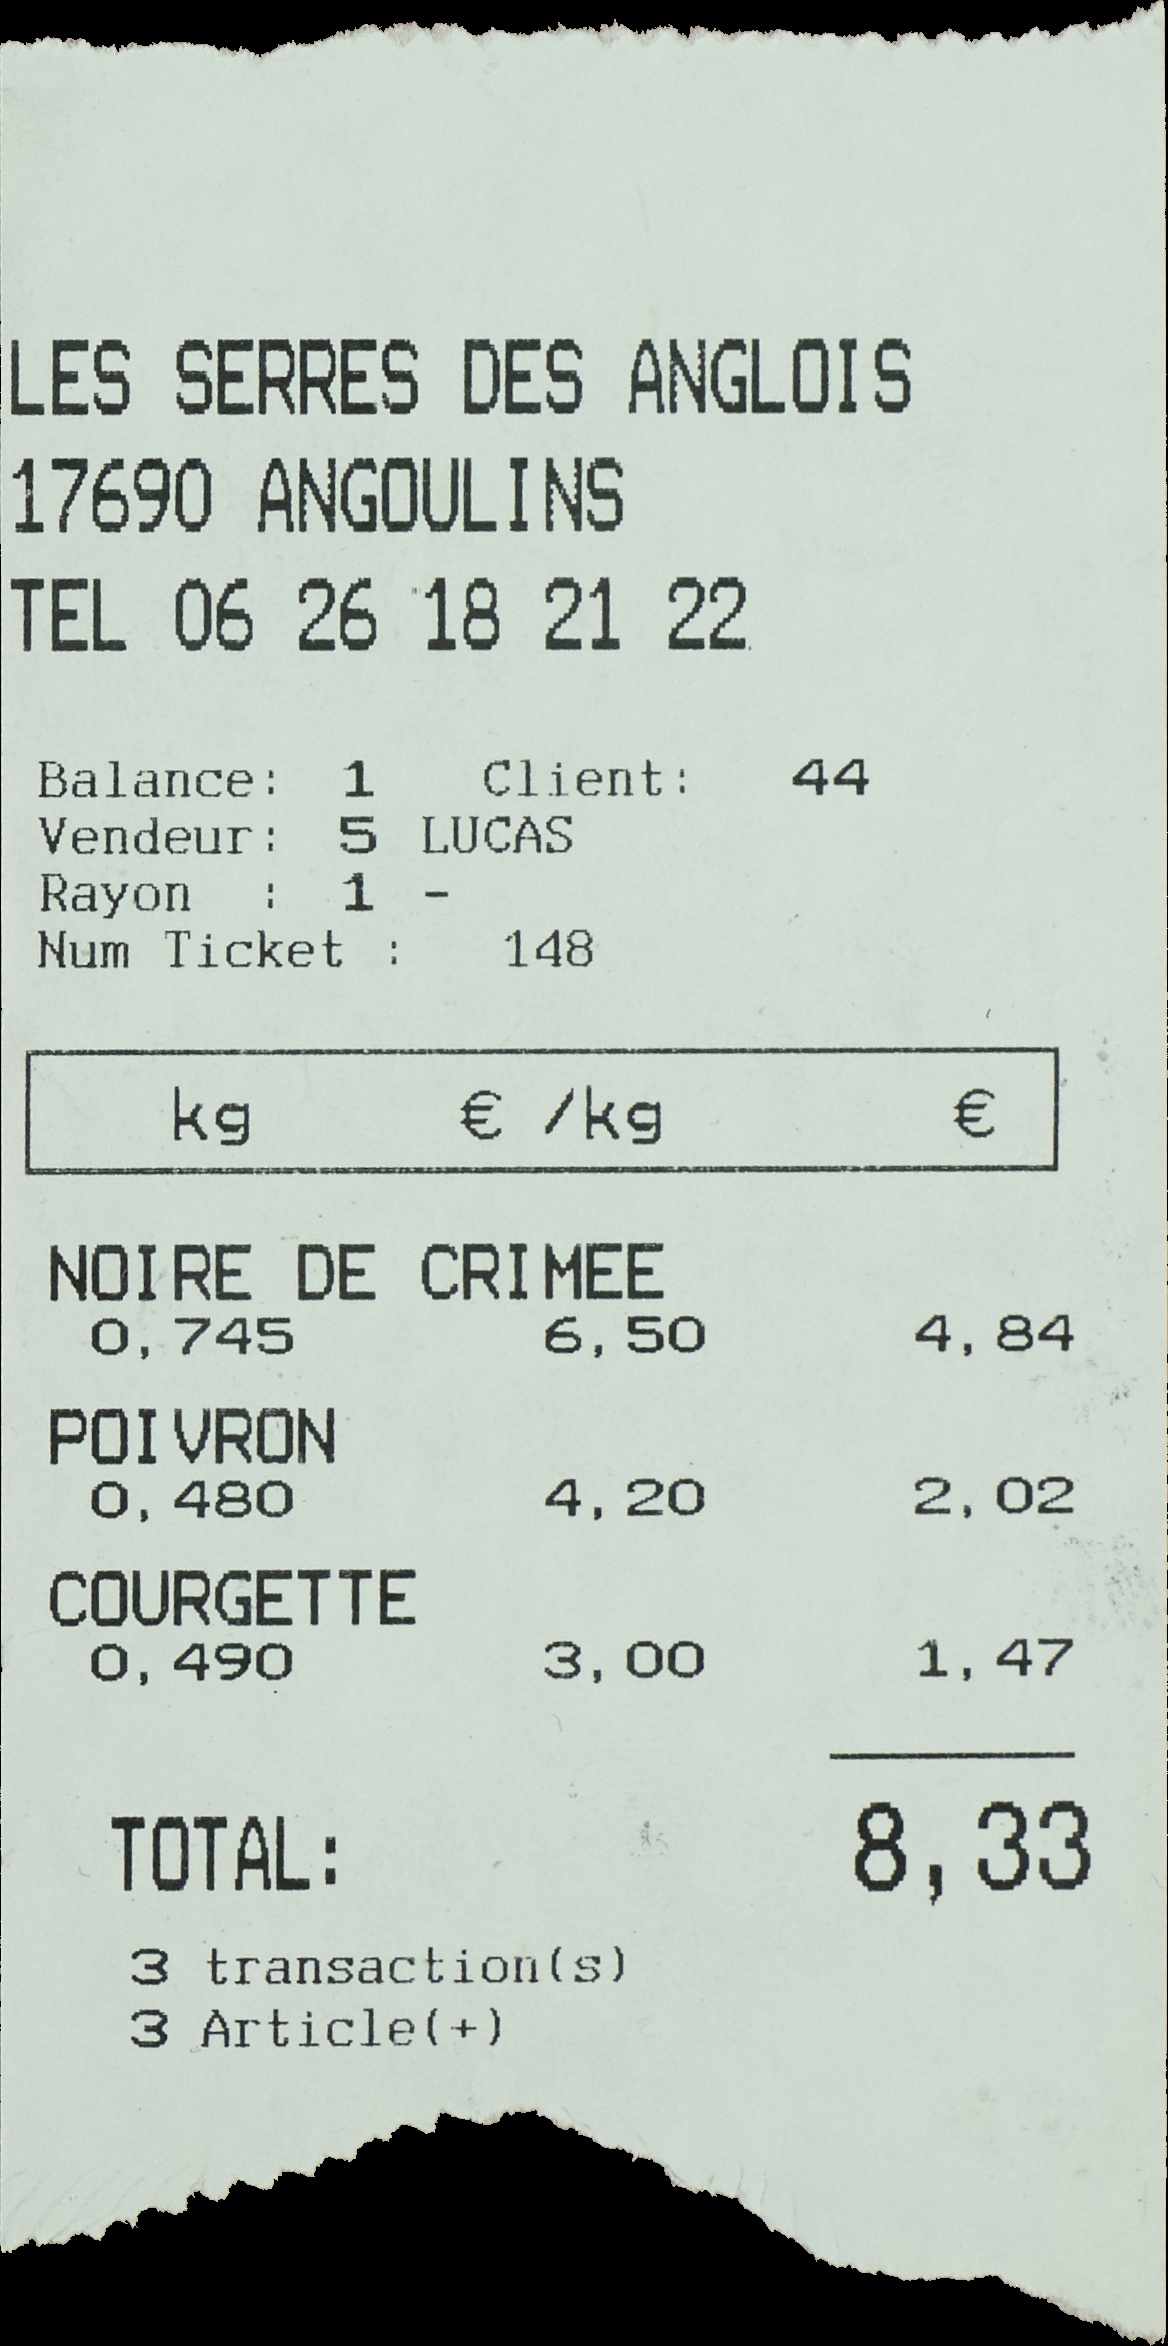 LES SERRES DES ANGLOIS
17690 ANGOULINS
TEL 06 26 18 21 22
Balance: 1 Client: 44
Vendeur: 5 LUCAS
Rayon : 1 -
Num Ticket : 148
kg € /kg €
NOIRE DE CRIMEE
0,745 6,50 4,84
POIVRON
0,480 4,20 2,02
COURGETTE
0,490 3,00 1,47
TOTAL: 8,33
3 transaction(s)
3 Article(+)